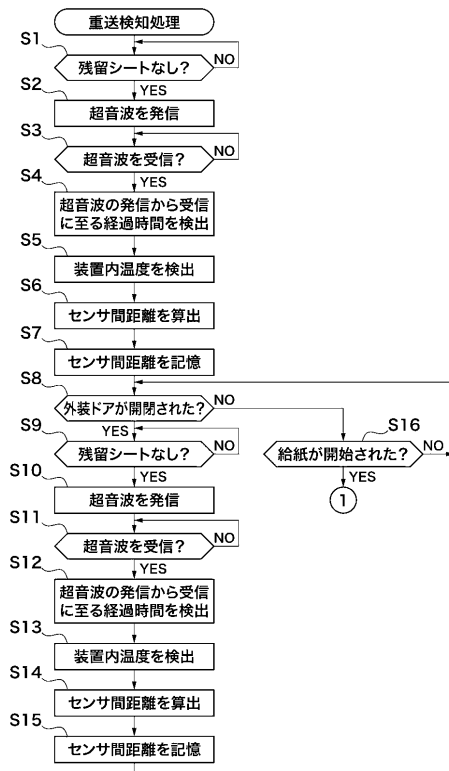 重送検知処理
S1
残留シートなし?
NO
YES
S2
超音波を発信
S3
超音波を受信?
NO
YES
S4
超音波の発信から受信
に至る経過時間を検出
S5
装置内温度を検出
S6
センサ間距離を算出
S7
センサ間距離を記憶
S8
外装ドアが開閉された?
NO
YES
S9
残留シートなし?
NO
YES
S16
給紙が開始された?
NO
YES
1
S10
超音波を発信
S11
超音波を受信?
NO
YES
S12
超音波の発信から受信
に至る経過時間を検出
S13
装置内温度を検出
S14
センサ間距離を算出
S15
センサ間距離を記憶